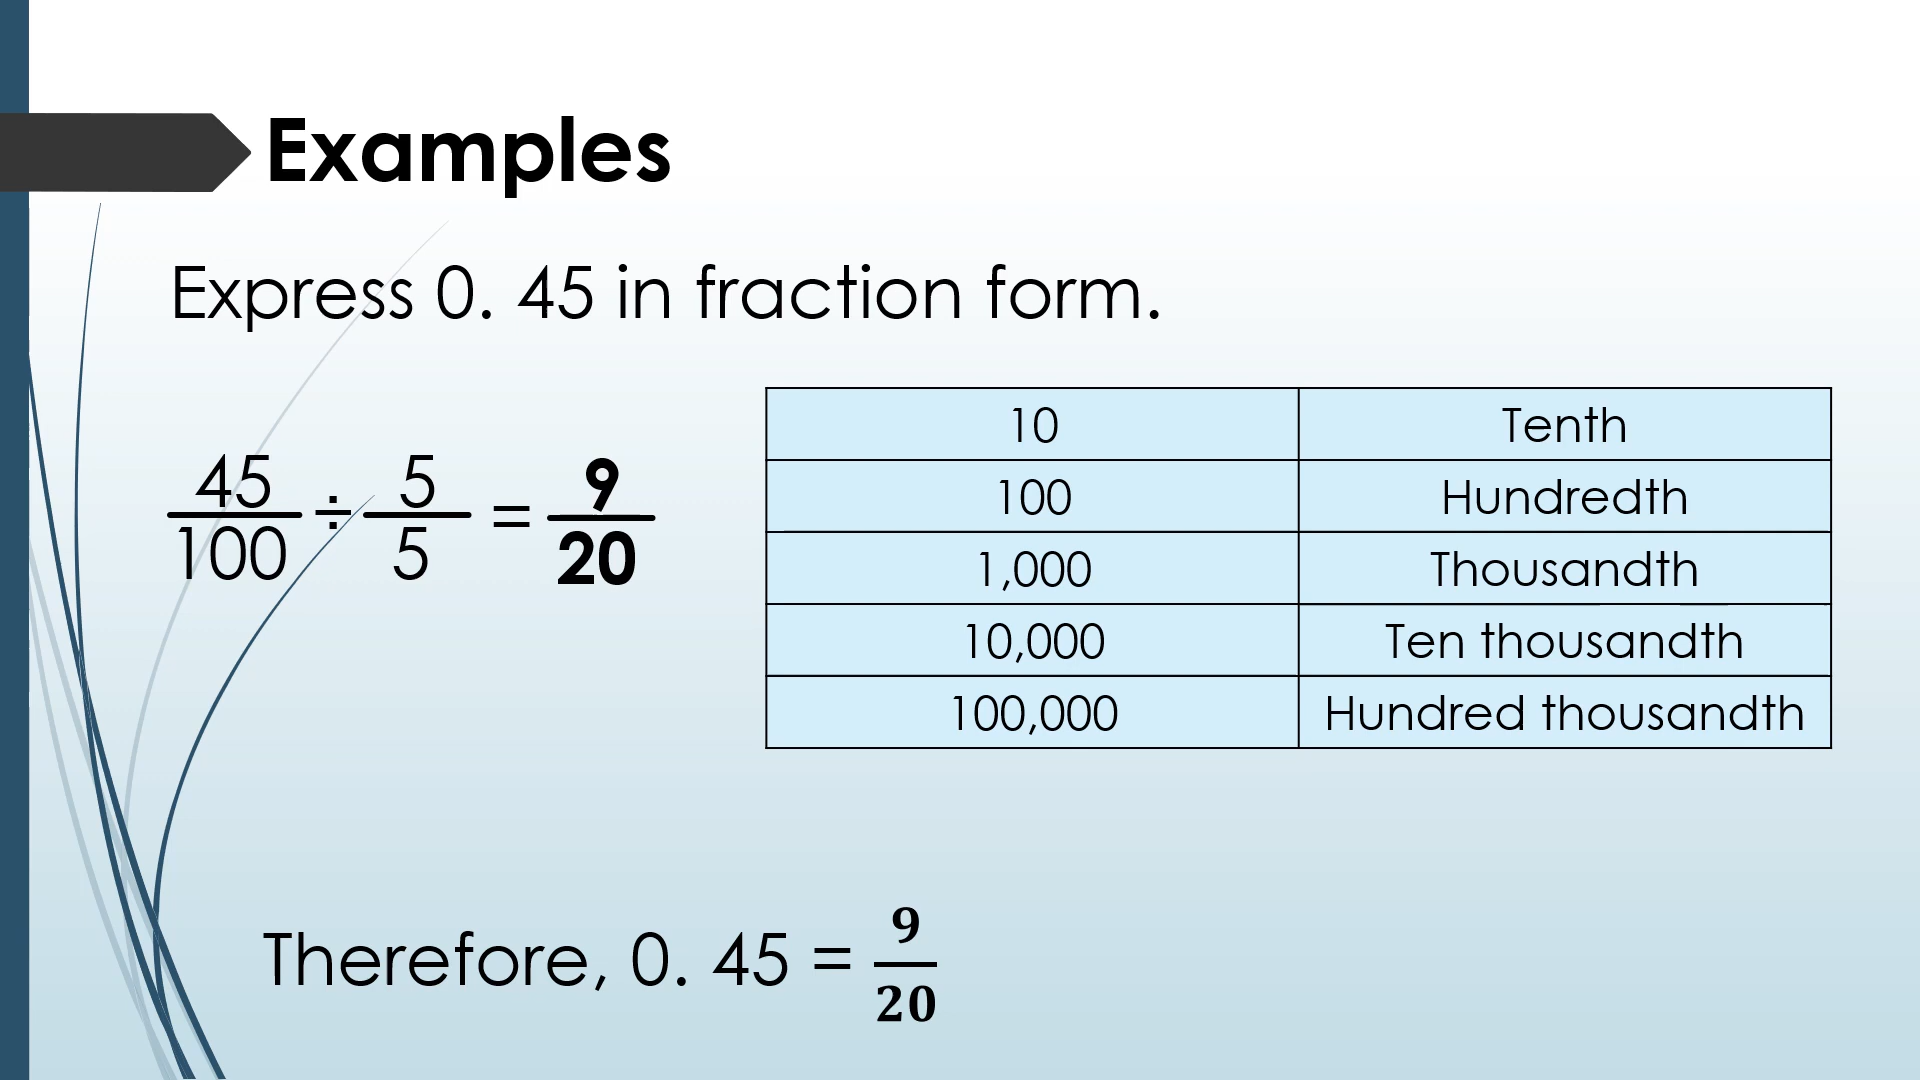 Examples
Express 0. 45 in fraction form.
45/100 ÷ 5/5 = 9/20
10 Tenth
100 Hundredth
1,000 Thousandth
10,000 Ten thousandth
100,000 Hundred thousandth
Therefore, 0. 45 = 9/20